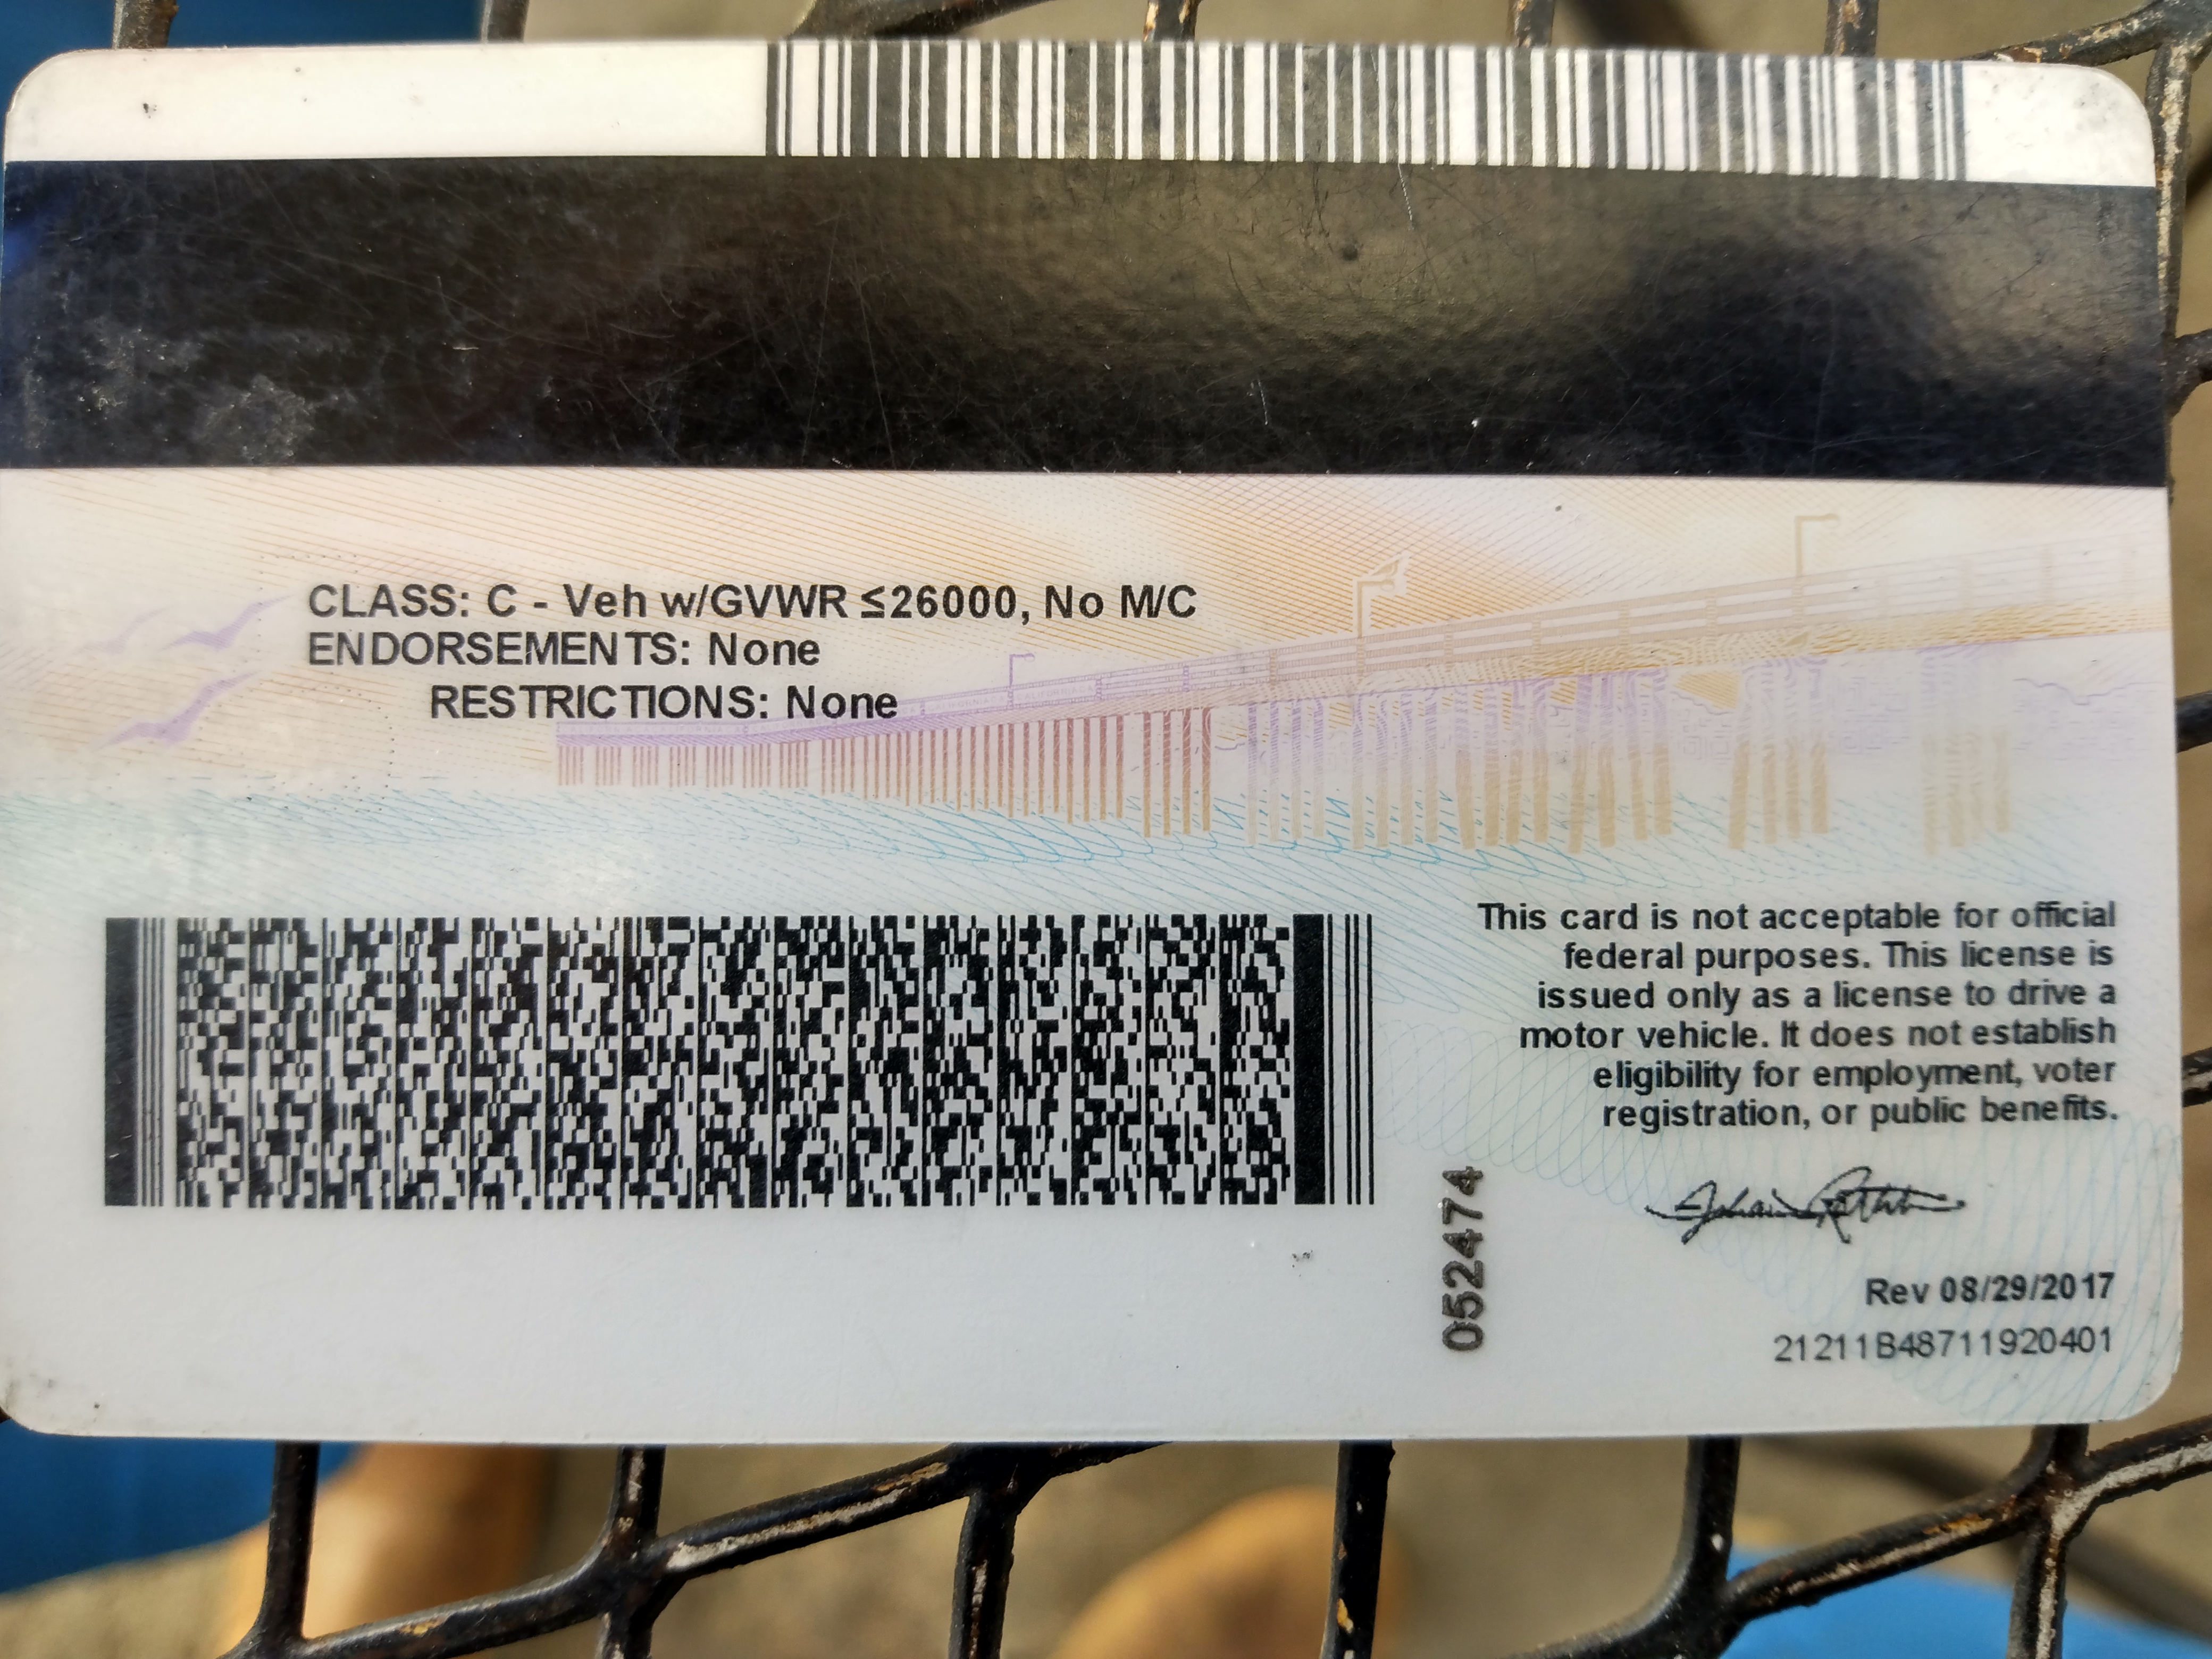 CLASS: C - Veh w/GVWR ≤26000, No M/C
ENDORSEMENTS: None
RESTRICTIONS: None
This card is not acceptable for official
federal purposes. This license is
issued only as a license to drive a
motor vehicle. It does not establish
eligibility for employment, voter
registration, or public benefits.
052474
Rev 08/29/2017
21211B48711920401